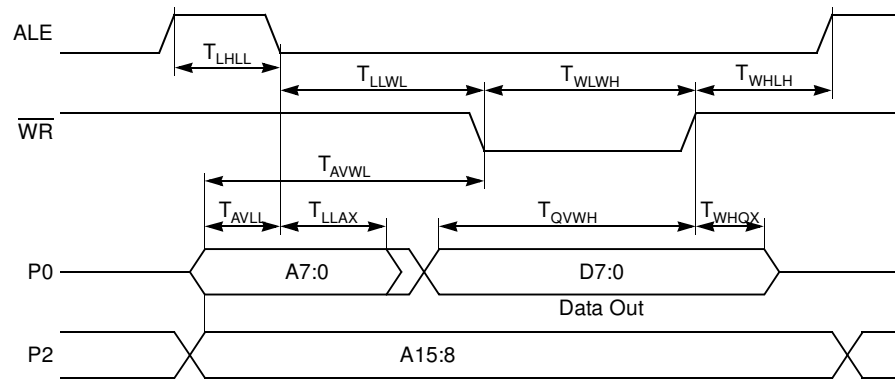 ALE
T_LHLL
T_LLWL T_WLWH T_WHLH
W̅R̅
T_AVWL
T_AVLL T_LLAX T_QVWH T_WHQX
P0 A7:0 D7:0
Data Out
P2 A15:8